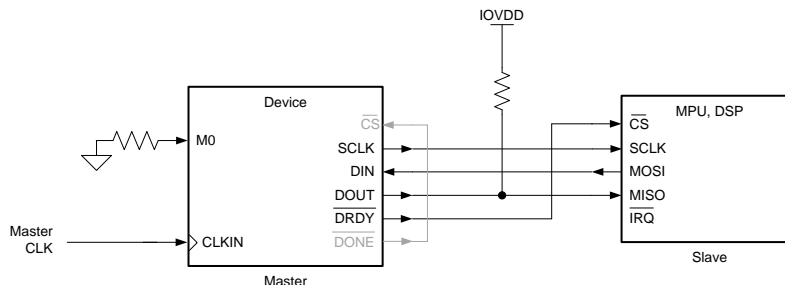 IOVDD
Device
MPU, DSP
CS
CS
M0
SCLK
SCLK
DIN
MOSI
DOUT
MISO
DRDY
IRQ
Master
CLK
CLKIN
DONE
Master
Slave